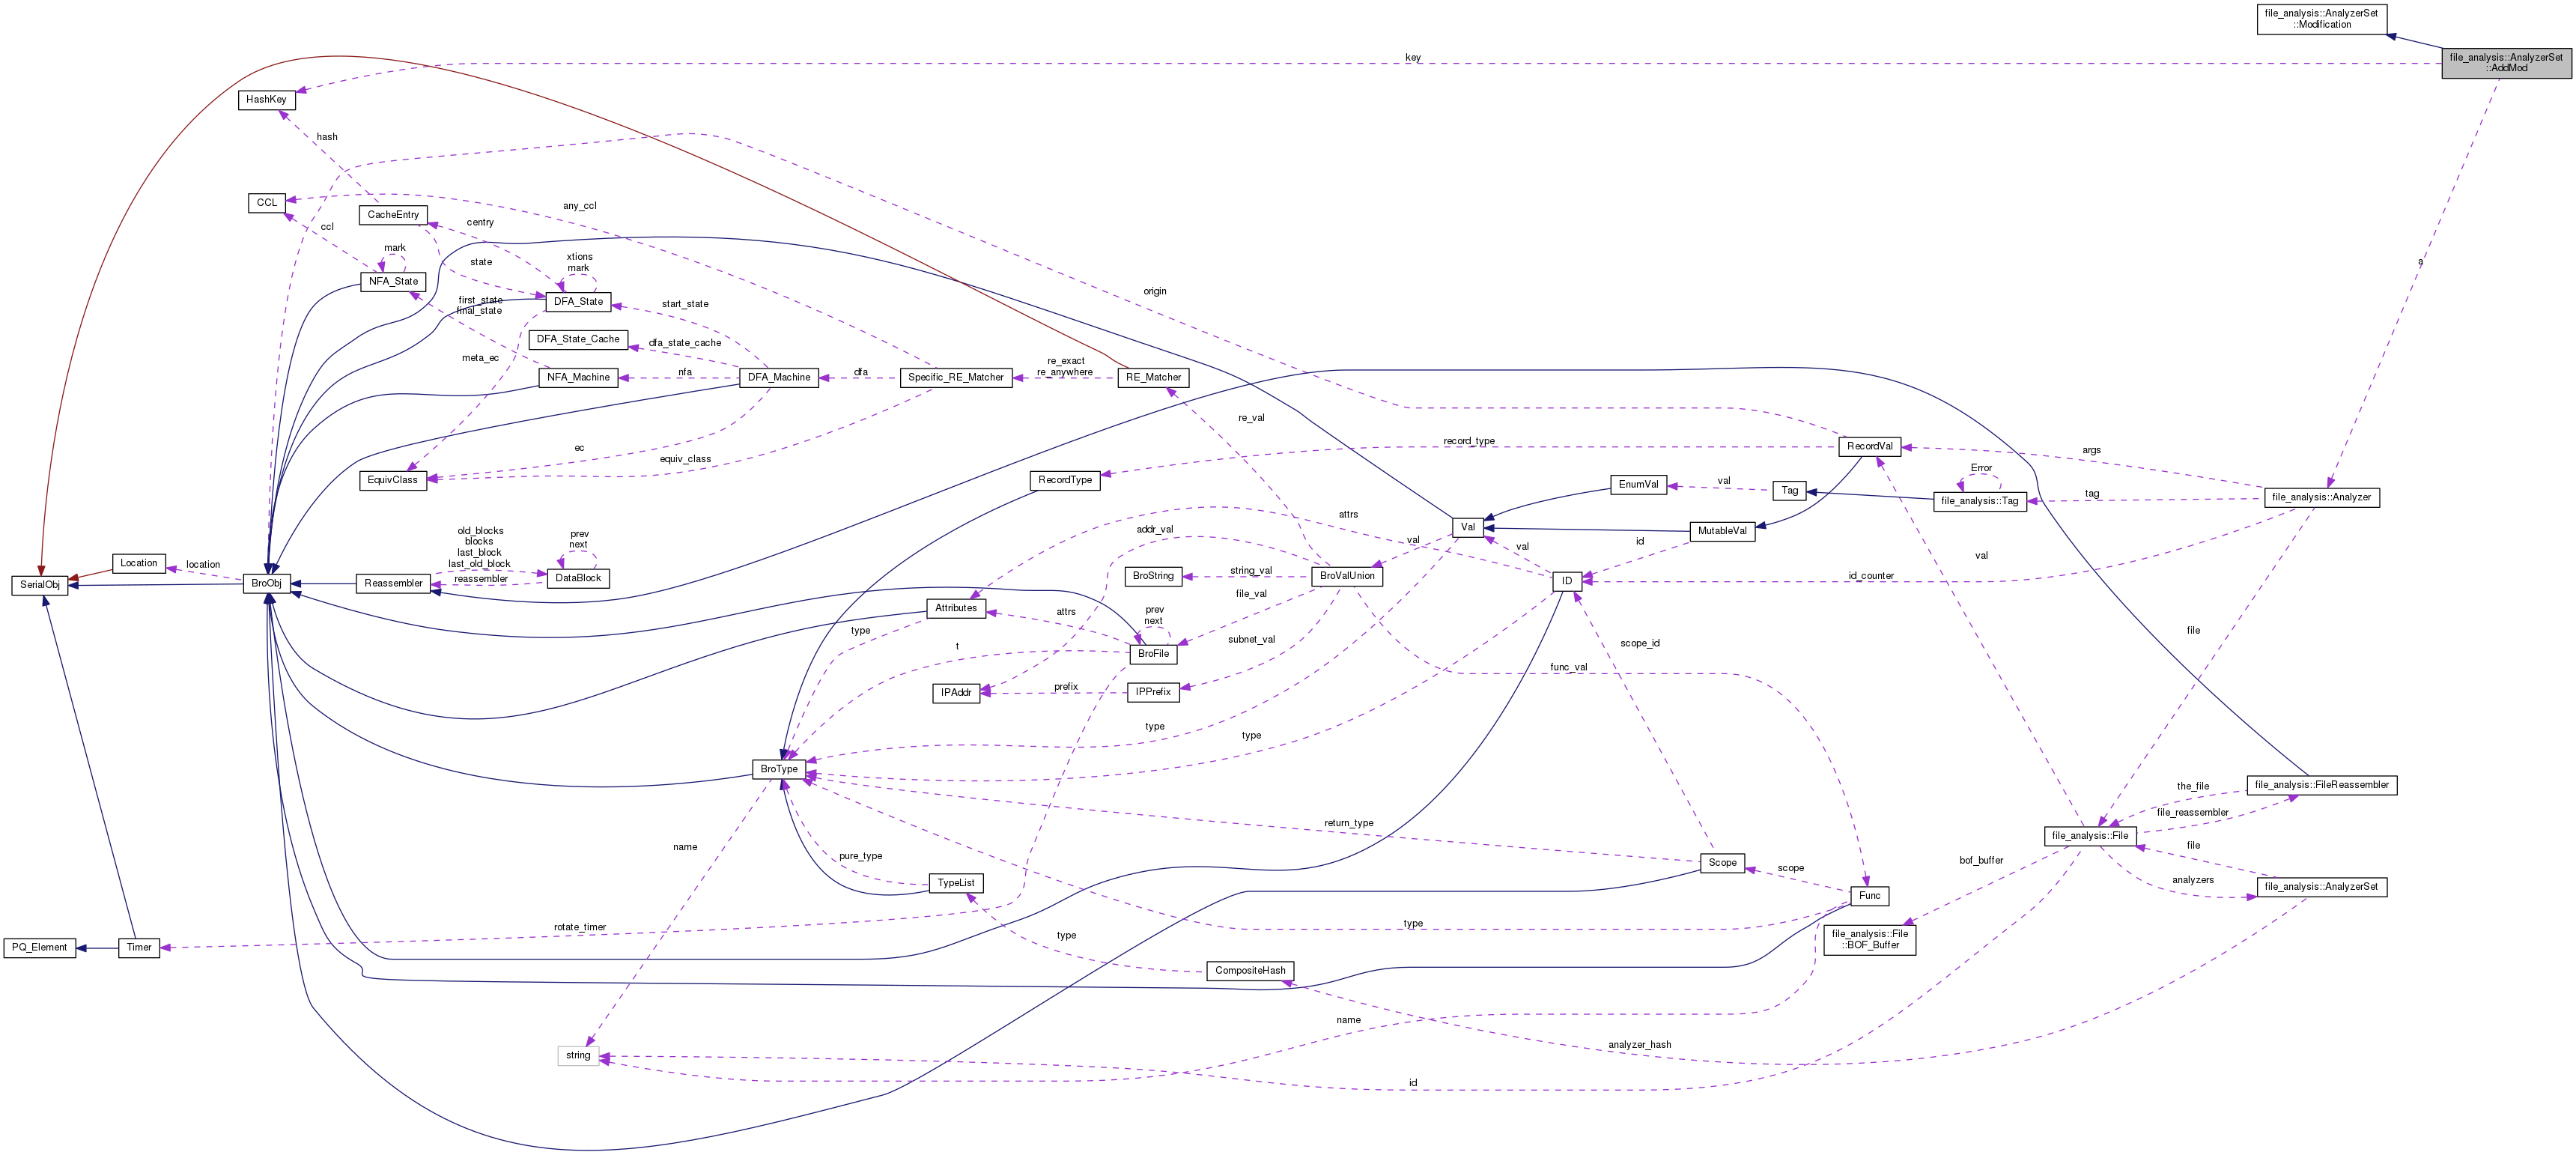 file_analysis::AnalyzerSet
::Modification
key
file_analysis::AnalyzerSet
::AddMod
HashKey
hash
CCL
any_ccl
CacheEntry
centry
ccl
mark
state
xtions
mark
a
NFA_State
origin
first_state
final_state
DFA_State
start_state
DFA_State_Cache
dfa_state_cache
meta_ec
re_exact
re_anywhere
NFA_Machine
nfa
DFA_Machine
dfa
Specific_RE_Matcher
RE_Matcher
re_val
record_type
RecordVal
args
ec
equiv_class
EquivClass
RecordType
EnumVal
val
Tag
Error
file_analysis::Tag
tag
file_analysis::Analyzer
attrs
addr_val
Val
MutableVal
old_blocks
blocks
last_block
last_old_block
prev
next
val
val
id
val
Location
location
SerialObj
BroObj
Reassembler
reassembler
DataBlock
BroString
string_val
BroValUnion
ID
id_counter
file_val
Attributes
attrs
prev
next
type
t
BroFile
subnet_val
scope_id
file
func_val
IPAddr
prefix
IPPrefix
type
type
BroType
the_file
file_analysis::FileReassembler
file_reassembler
return_type
file_analysis::File
name
pure_type
Scope
scope
bof_buffer
file
analyzers
TypeList
file_analysis::AnalyzerSet
Func
rotate_timer
type
type
file_analysis::File
::BOF_Buffer
PQ_Element
Timer
CompositeHash
name
analyzer_hash
string
id